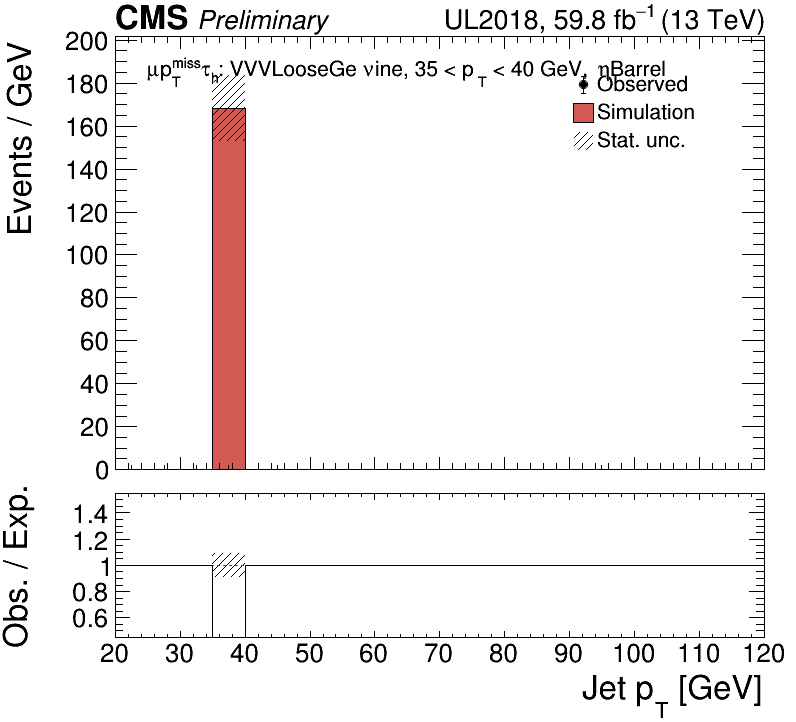 CMS Preliminary UL2018, 59.8 fb⁻¹ (13 TeV)
μp_T^miss τ_h: VVVLooseGe νine, 35 < p_T < 40 GeV, ηBarrel
Observed
Simulation
Stat. unc.
Events / GeV
200
180
160
140
120
100
80
60
40
20
0
Obs. / Exp.
1.4
1.2
1
0.8
0.6
20 30 40 50 60 70 80 90 100 110 120
Jet p_T [GeV]